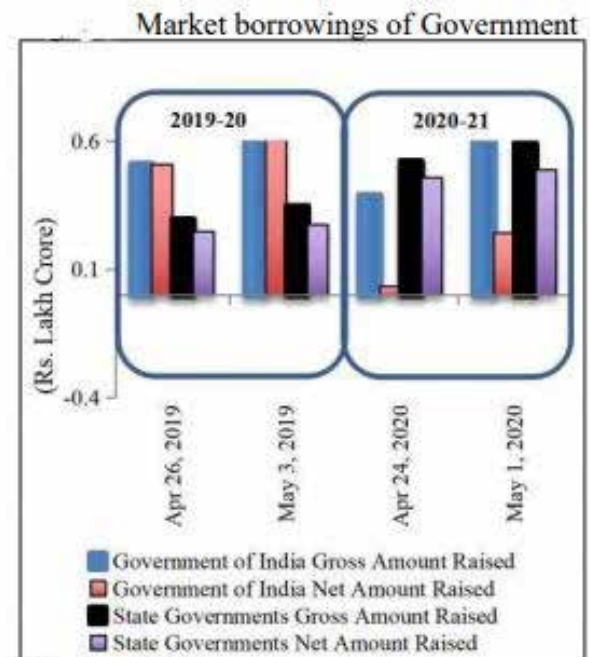 Market borrowings of Government
2019-20
2020-21
0.6
0.1
-0.4
(Rs. Lakh Crore)
Apr 26, 2019
May 3, 2019
Apr 24, 2020
May 1, 2020
Government of India Gross Amount Raised
Government of India Net Amount Raised
State Governments Gross Amount Raised
State Governments Net Amount Raised